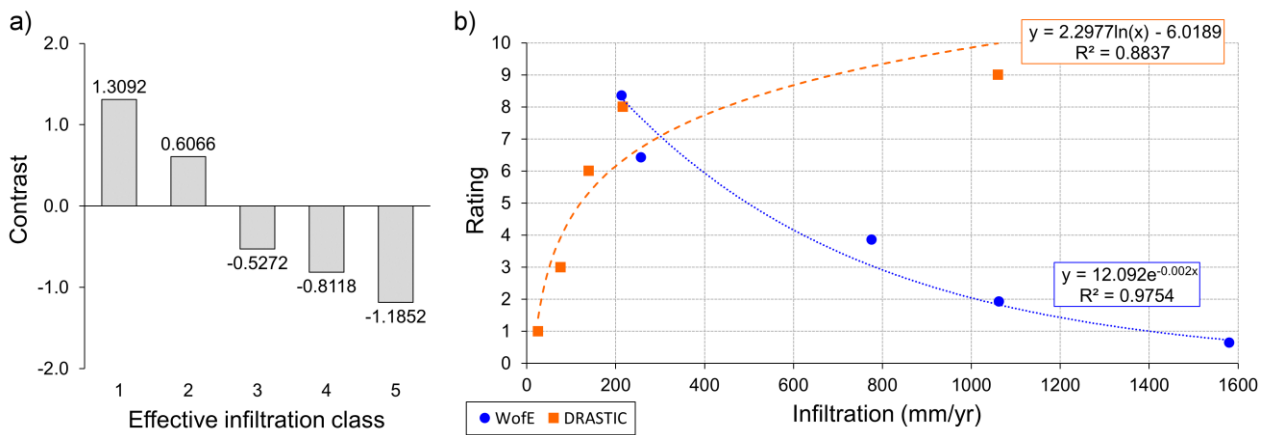 a)
2.0
1.0
0.0
-1.0
-2.0
Contrast
1.3092
0.6066
-0.5272
-0.8118
-1.1852
1 2 3 4 5
Effective infiltration class
b)
10
9
8
7
6
5
4
3
2
1
0
Rating
y = 2.2977ln(x) - 6.0189
R² = 0.8837
y = 12.092e^-0.002x
R² = 0.9754
0 200 400 600 800 1000 1200 1400 1600
WofE DRASTIC
Infiltration (mm/yr)